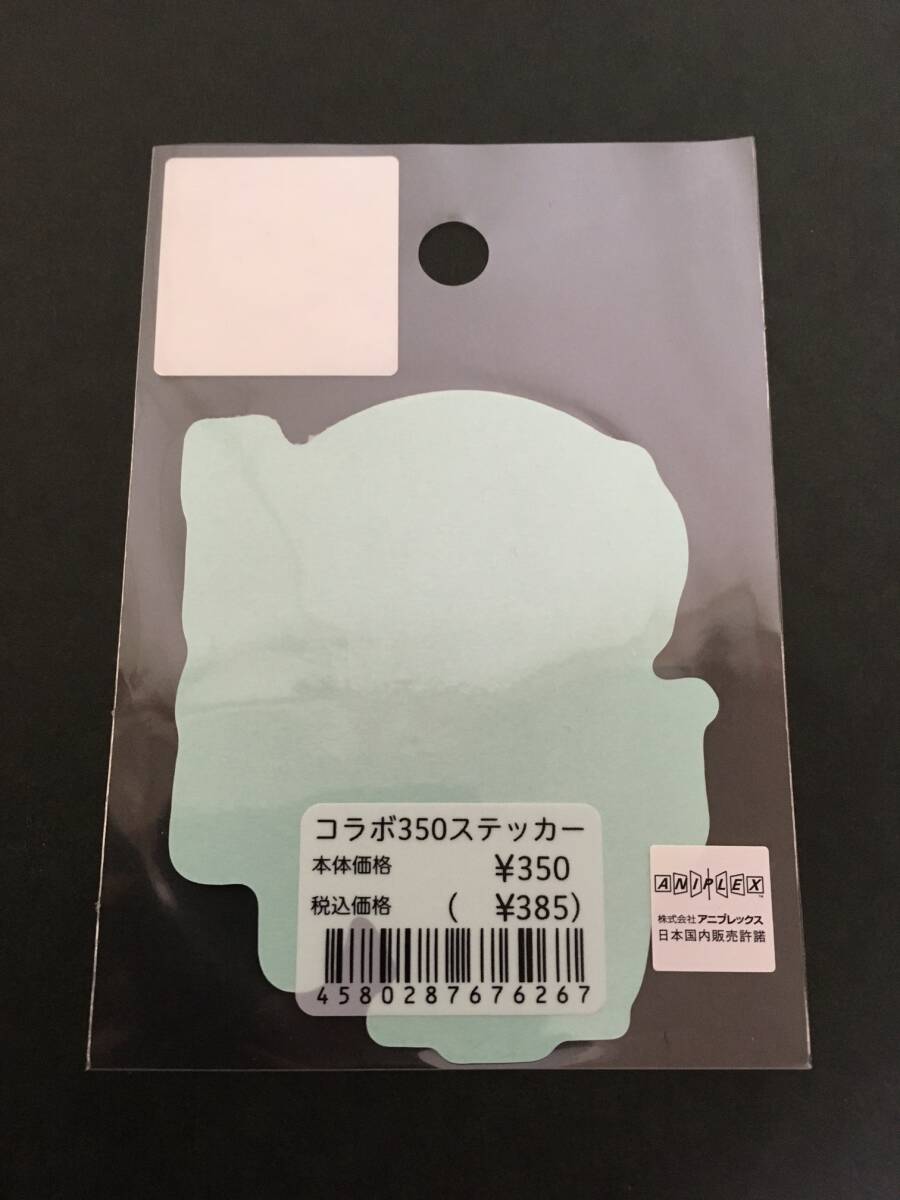 コラボ350ステッカー
本体価格 ¥350
税込価格 ( ¥385)
4580287676267
ANIPLEX™
株式会社アニプレックス
日本国内販売許諾